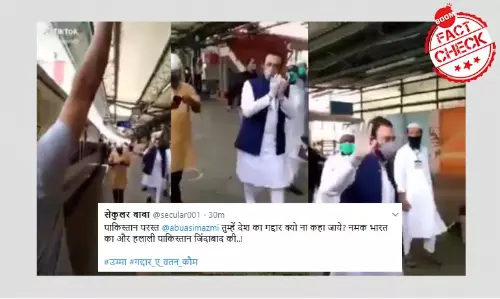 TikTok
BOOM
FACT
CHECK
सेकुलर बाबा @secular001 · 30m
पाकिस्तान परस्त @abuasimazmi तुम्हें देश का गद्दार क्यो ना कहा जाये? नमक भारत
का और हलाली पाकिस्तान जिंदाबाद की..!
#उम्मा #गद्दार_ए_वतन_कौम